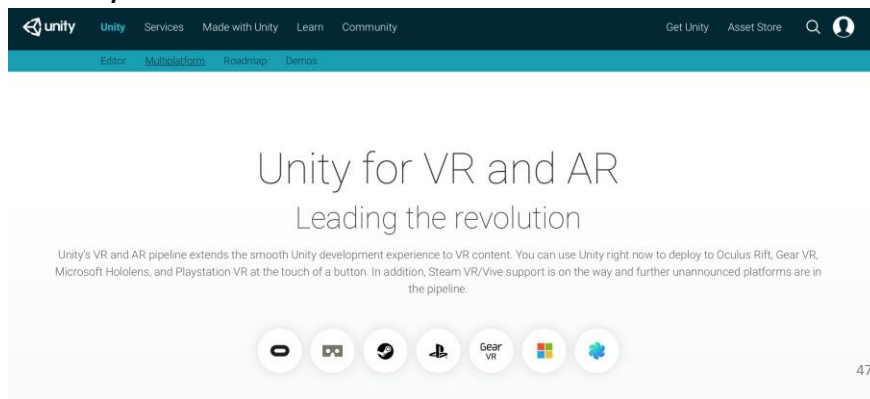 unity Unity Services Made with Unity Learn Community Get Unity Asset Store
Editor Multiplatform Roadmap Demos
Unity for VR and AR
Leading the revolution
Unity's VR and AR pipeline extends the smooth Unity development experience to VR content. You can use Unity right now to deploy to Oculus Rift, Gear VR,
Microsoft Hololens, and Playstation VR at the touch of a button. In addition, Steam VR/Vive support is on the way and further unannounced platforms are in
the pipeline.
Gear
VR
47